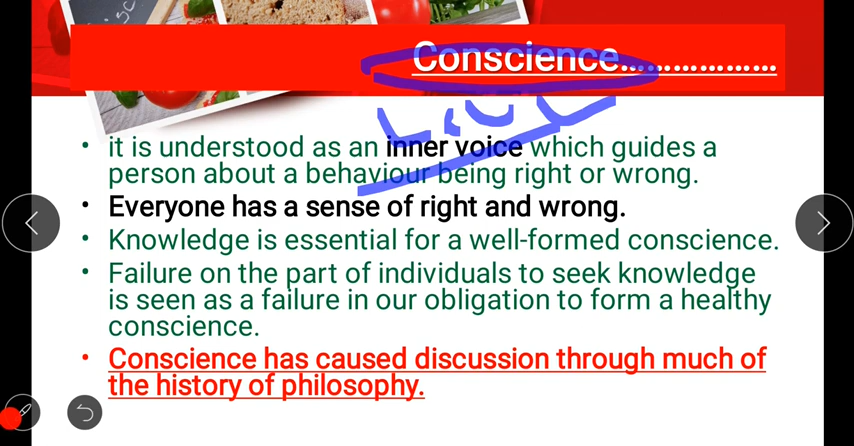 Conscience………………
• it is understood as an inner voice which guides a
person about a behaviour being right or wrong.
• Everyone has a sense of right and wrong.
• Knowledge is essential for a well-formed conscience.
• Failure on the part of individuals to seek knowledge
is seen as a failure in our obligation to form a healthy
conscience.
• Conscience has caused discussion through much of
the history of philosophy.